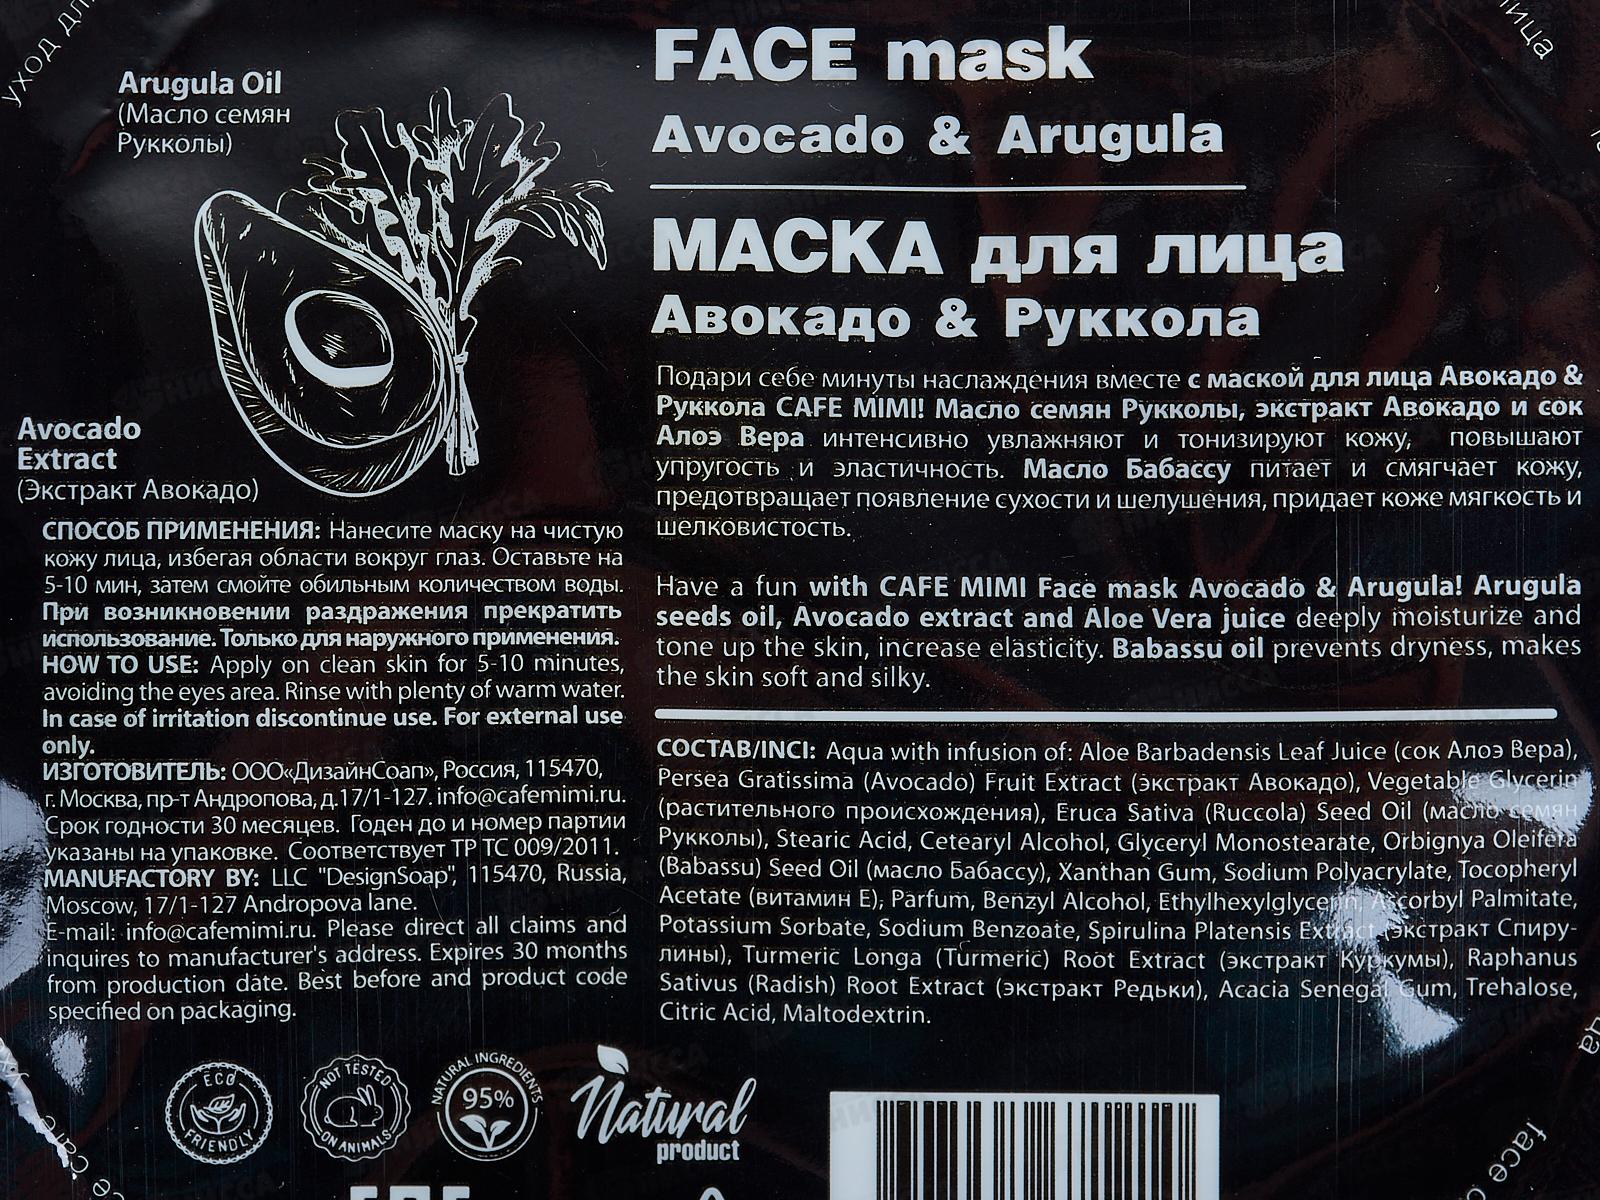 уход для
Arugula Oil
(Масло семян
Рукколы)
Avocado
Extract
(Экстракт Авокадо)
FACE mask
Avocado & Arugula
МАСКА для лица
Авокадо & Руккола
Подари себе минуты наслаждения вместе с маской для лица Авокадо &
Руккола CAFE MIMI! Масло семян Рукколы, экстракт Авокадо и сок
Алоэ Вера интенсивно увлажняют и тонизируют кожу, повышают
упругость и эластичность. Масло Бабассу питает и смягчает кожу,
предотвращает появление сухости и шелушения, придает коже мягкость и
шелковистость.
Have a fun with CAFE MIMI Face mask Avocado & Arugula! Arugula
seeds oil, Avocado extract and Aloe Vera juice deeply moisturize and
tone up the skin, increase elasticity. Babassu oil prevents dryness, makes
the skin soft and silky.
СПОСОБ ПРИМЕНЕНИЯ: Нанесите маску на чистую
кожу лица, избегая области вокруг глаз. Оставьте на
5-10 мин, затем смойте обильным количеством воды.
При возникновении раздражения прекратить
использование. Только для наружного применения.
HOW TO USE: Apply on clean skin for 5-10 minutes,
avoiding the eyes area. Rinse with plenty of warm water.
In case of irritation discontinue use. For external use
only.
ИЗГОТОВИТЕЛЬ: ООО«ДизайнСоап», Россия, 115470,
г. Москва, пр-т Андропова, д.17/1-127. info@cafemimi.ru.
Срок годности 30 месяцев. Годен до и номер партии
указаны на упаковке. Соответствует ТР ТС 009/2011.
MANUFACTORY BY: LLC "DesignSoap", 115470, Russia,
Moscow, 17/1-127 Andropova lane.
E-mail: info@cafemimi.ru. Please direct all claims and
inquires to manufacturer's address. Expires 30 months
from production date. Best before and product code
specified on packaging.
СОСТАВ/INCI: Aqua with infusion of: Aloe Barbadensis Leaf Juice (сок Алоэ Вера),
Persea Gratissima (Avocado) Fruit Extract (экстракт Авокадо), Vegetable Glycerin
(растительного происхождения), Eruca Sativa (Ruccola) Seed Oil (масло семян
Рукколы), Stearic Acid, Cetearyl Alcohol, Glyceryl Monostearate, Orbignya Oleifera
(Babassu) Seed Oil (масло Бабассу), Xanthan Gum, Sodium Polyacrylate, Tocopheryl
Acetate (витамин Е), Parfum, Benzyl Alcohol, Ethylhexylglycerin, Ascorbyl Palmitate,
Potassium Sorbate, Sodium Benzoate, Spirulina Platensis Extract (экстракт Спиру-
лины), Turmeric Longa (Turmeric) Root Extract (экстракт Куркумы), Raphanus
Sativus (Radish) Root Extract (экстракт Редьки), Acacia Senegal Gum, Trehalose,
Citric Acid, Maltodextrin.
ECO
FRIENDLY
NOT TESTED
ON ANIMALS
NATURAL INGREDIENTS
95%
Natural
product
face